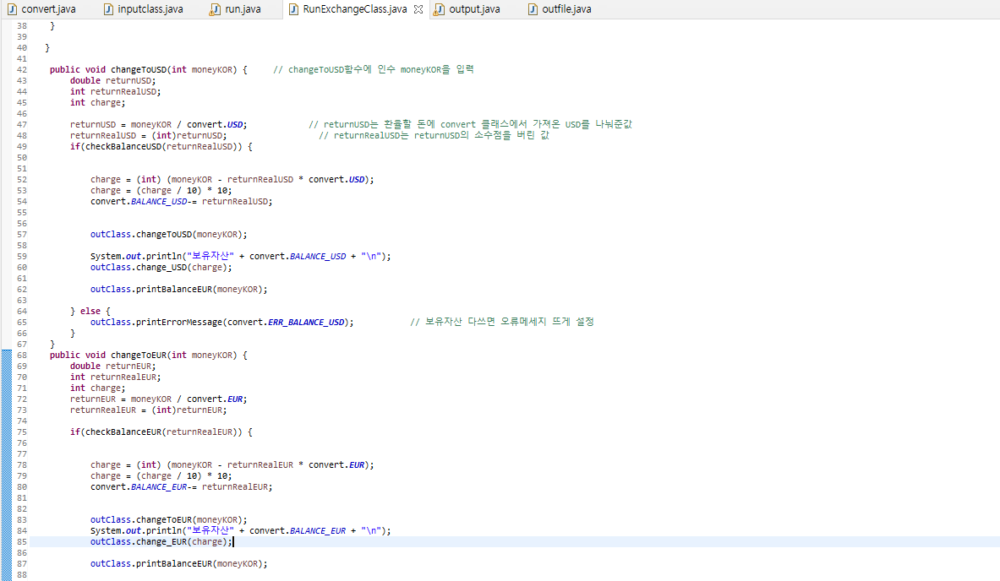 convert.java inputclass.java run.java RunExchangeClass.java output.java outfile.java
38 }
39
40 }
41
42 public void changeToUSD(int moneyKOR) { // changeToUSD함수에 인수 moneyKOR을 입력
43 double returnUSD;
44 int returnRealUSD;
45 int charge;
46
47 returnUSD = moneyKOR / convert.USD; // returnUSD는 환율할 돈에 convert 클래스에서 가져온 USD를 나눠준값
48 returnRealUSD = (int)returnUSD; // returnRealUSD는 returnUSD의 소수점을 버린 값
49 if(checkBalanceUSD(returnRealUSD)) {
50
51
52 charge = (int) (moneyKOR - returnRealUSD * convert.USD);
53 charge = (charge / 10) * 10;
54 convert.BALANCE_USD-= returnRealUSD;
55
56
57 outClass.changeToUSD(moneyKOR);
58
59 System.out.println("보유자산" + convert.BALANCE_USD + "\n");
60 outClass.change_USD(charge);
61
62 outClass.printBalanceEUR(moneyKOR);
63
64 } else {
65 outClass.printErrorMessage(convert.ERR_BALANCE_USD); // 보유자산 다쓰면 오류메세지 뜨게 설정
66 }
67 }
68 public void changeToEUR(int moneyKOR) {
69 double returnEUR;
70 int returnRealEUR;
71 int charge;
72 returnEUR = moneyKOR / convert.EUR;
73 returnRealEUR = (int)returnEUR;
74
75 if(checkBalanceEUR(returnRealEUR)) {
76
77
78 charge = (int) (moneyKOR - returnRealEUR * convert.EUR);
79 charge = (charge / 10) * 10;
80 convert.BALANCE_EUR-= returnRealEUR;
81
82
83 outClass.changeToEUR(moneyKOR);
84 System.out.println("보유자산" + convert.BALANCE_EUR + "\n");
85 outClass.change_EUR(charge);
86
87 outClass.printBalanceEUR(moneyKOR);
88